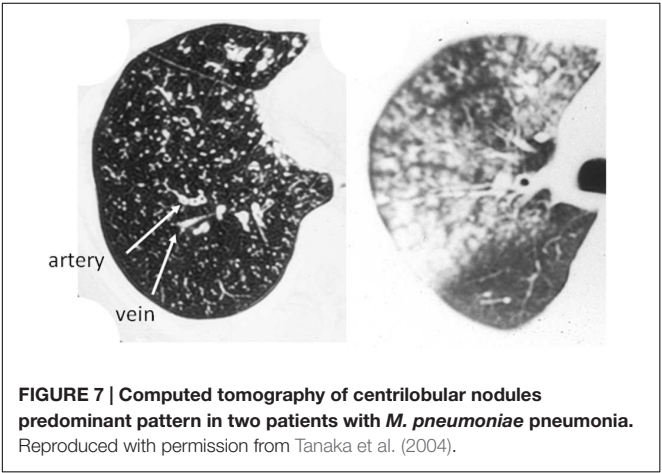 artery
vein
FIGURE 7 | Computed tomography of centrilobular nodules
predominant pattern in two patients with M. pneumoniae pneumonia.
Reproduced with permission from Tanaka et al. (2004).